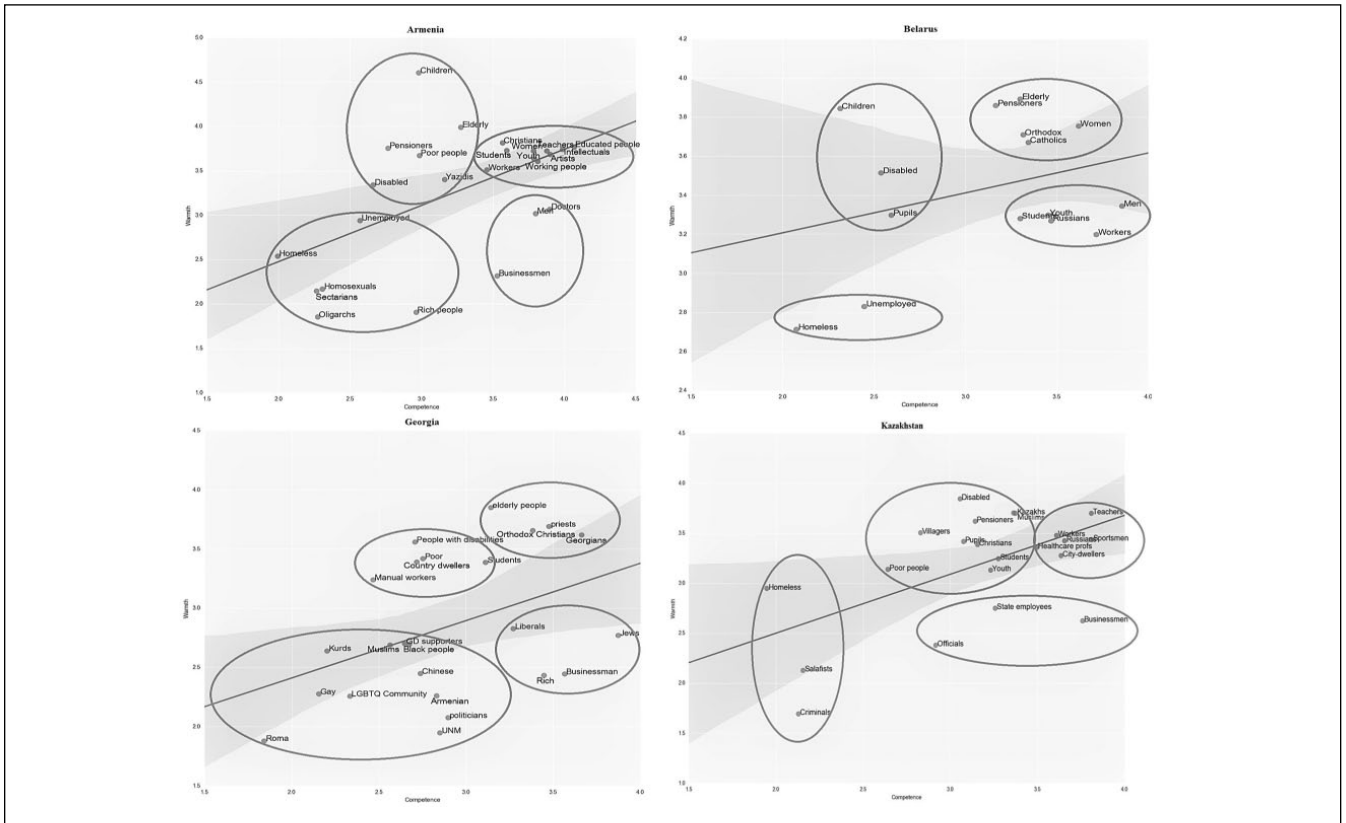 Armenia
5.0
4.5
4.0
3.5
3.0
2.5
2.0
1.5
1.0
Warmth
Children
Elderly
Pensioners
Poor people
Disabled
Yazidis
Christians
Women
Teachers
Educated people
Students
Youth
Intellectuals
Artists
Workers
Working people
Doctors
Men
Businessmen
Unemployed
Homeless
Homosexuals
Sectarians
Oligarchs
Rich people
1.5 2.0 2.5 3.0 3.5 4.0 4.5
Competence
Belarus
4.2
4.0
3.8
3.6
3.4
3.2
3.0
2.8
2.6
2.4
Warmth
Children
Disabled
Pupils
Elderly
Pensioners
Women
Orthodox
Catholics
Men
Students
Youth
Russians
Workers
Unemployed
Homeless
1.5 2.0 2.5 3.0 3.5 4.0
Competence
Georgia
4.5
4.0
3.5
3.0
2.5
2.0
1.5
Warmth
elderly people
priests
Orthodox Christians
Georgians
People with disabilities
Poor
Country dwellers
Students
Manual workers
Liberals
Jews
Businessman
Rich
GD supporters
Muslims
Black people
Kurds
Chinese
Gay
LGBTQ Community
Armenian
politicians
UNM
Roma
1.5 2.0 2.5 3.0 3.5 4.0
Competence
Kazakhstan
4.5
4.0
3.5
3.0
2.5
2.0
1.5
1.0
Warmth
Disabled
Kazakhs
Muslims
Pensioners
Villagers
Pupils
Christians
Students
Poor people
Youth
Teachers
Workers
Russian
Sportsmen
Healthcare profs
City-dwellers
Homeless
Salafists
Criminals
State employees
Businessmen
Officials
1.5 2.0 2.5 3.0 3.5 4.0
Competence